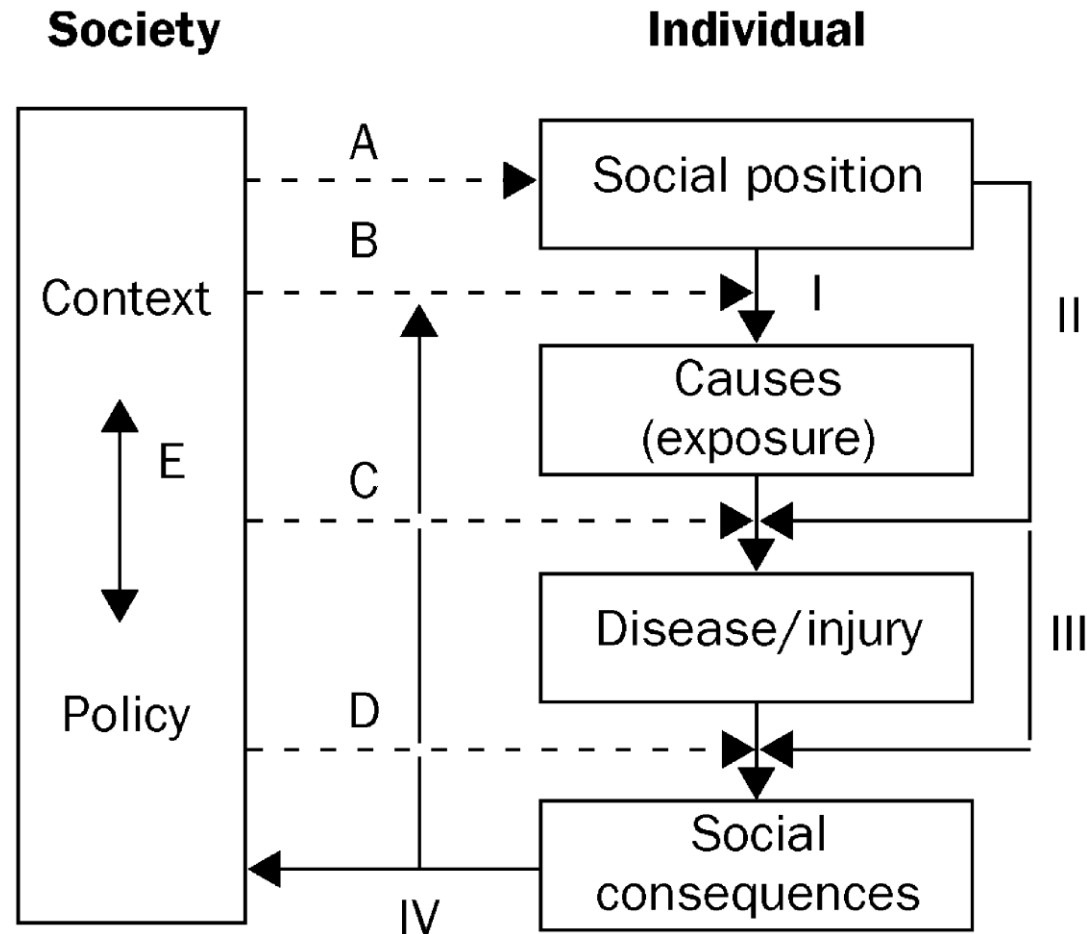 Society
Individual
A
Social position
B
Context
I
II
Causes
(exposure)
E
C
Disease/injury
III
Policy
D
Social
consequences
IV